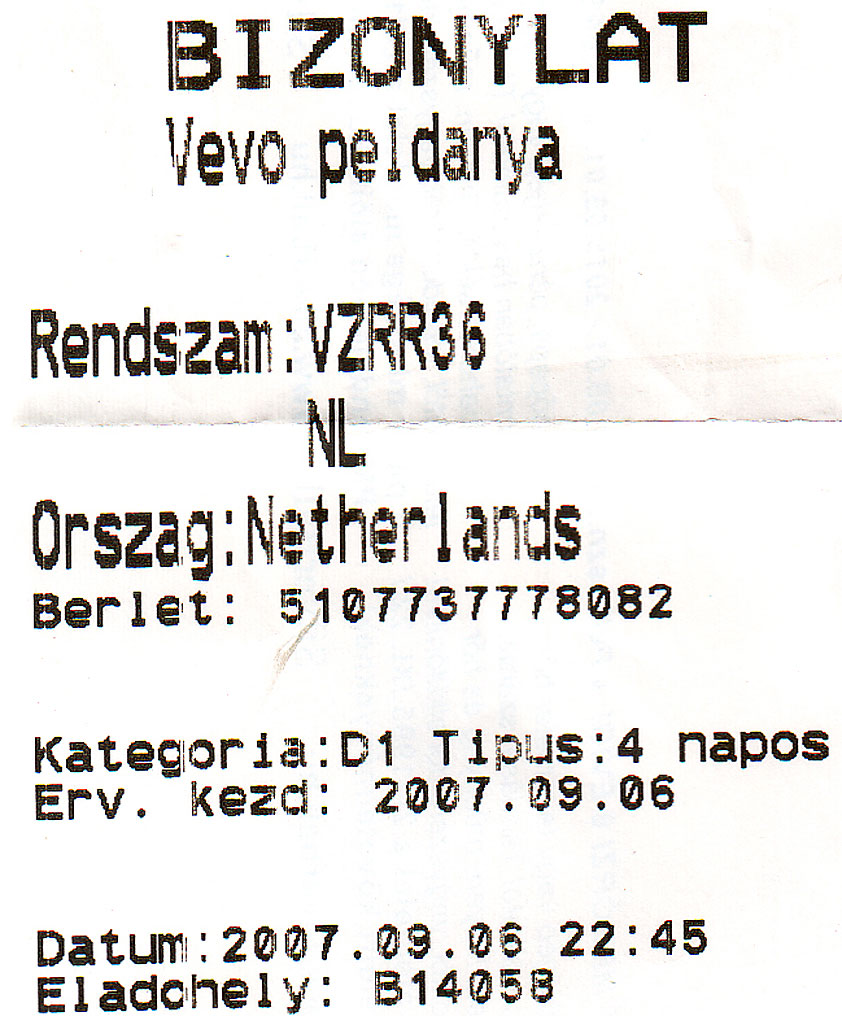 BIZONYLAT
Vevo peldanya
Rendszam:VZRR36
NL
Orszag:Netherlands
Berlet: 5107737778082
Kategoria:D1 Tipus:4 napos
Erv. kezd: 2007.09.06
Datum:2007.09.06 22:45
Eladohely: B14058